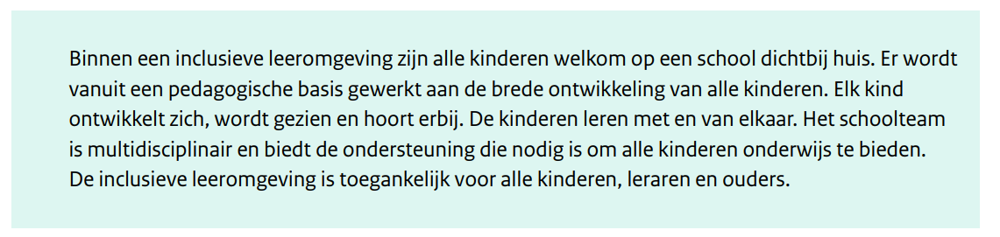 Binnen een inclusieve leeromgeving zijn alle kinderen welkom op een school dichtbij huis. Er wordt
vanuit een pedagogische basis gewerkt aan de brede ontwikkeling van alle kinderen. Elk kind
ontwikkelt zich, wordt gezien en hoort erbij. De kinderen leren met en van elkaar. Het schoolteam
is multidisciplinair en biedt de ondersteuning die nodig is om alle kinderen onderwijs te bieden.
De inclusieve leeromgeving is toegankelijk voor alle kinderen, leraren en ouders.